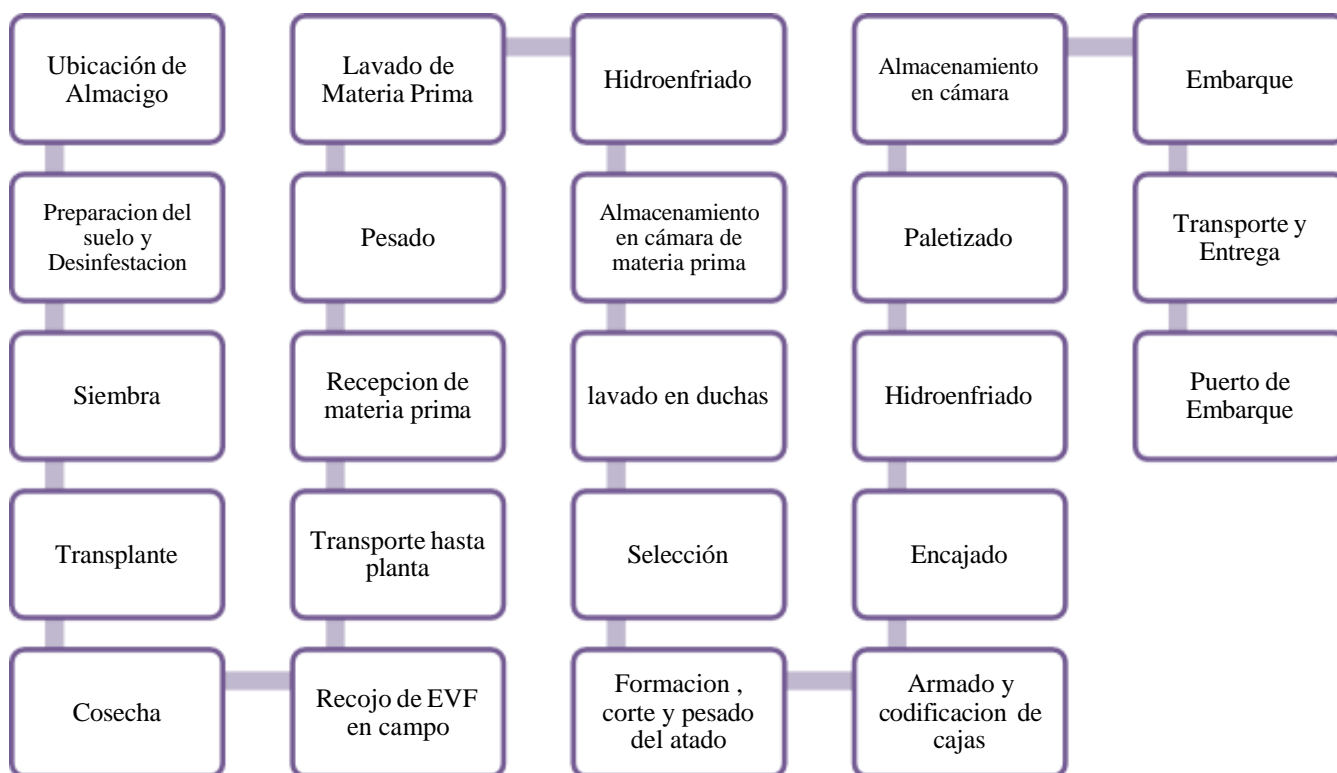 Ubicación de
Almacigo
Preparacion del
suelo y
Desinfestacion
Siembra
Transplante
Cosecha
Recojo de EVF
en campo
Transporte hasta
planta
Recepcion de
materia prima
Pesado
Lavado de
Materia Prima
Hidroenfriado
Almacenamiento
en cámara de
materia prima
lavado en duchas
Selección
Formacion ,
corte y pesado
del atado
Armado y
codificacion de
cajas
Encajado
Hidroenfriado
Paletizado
Almacenamiento
en cámara
Embarque
Transporte y
Entrega
Puerto de
Embarque